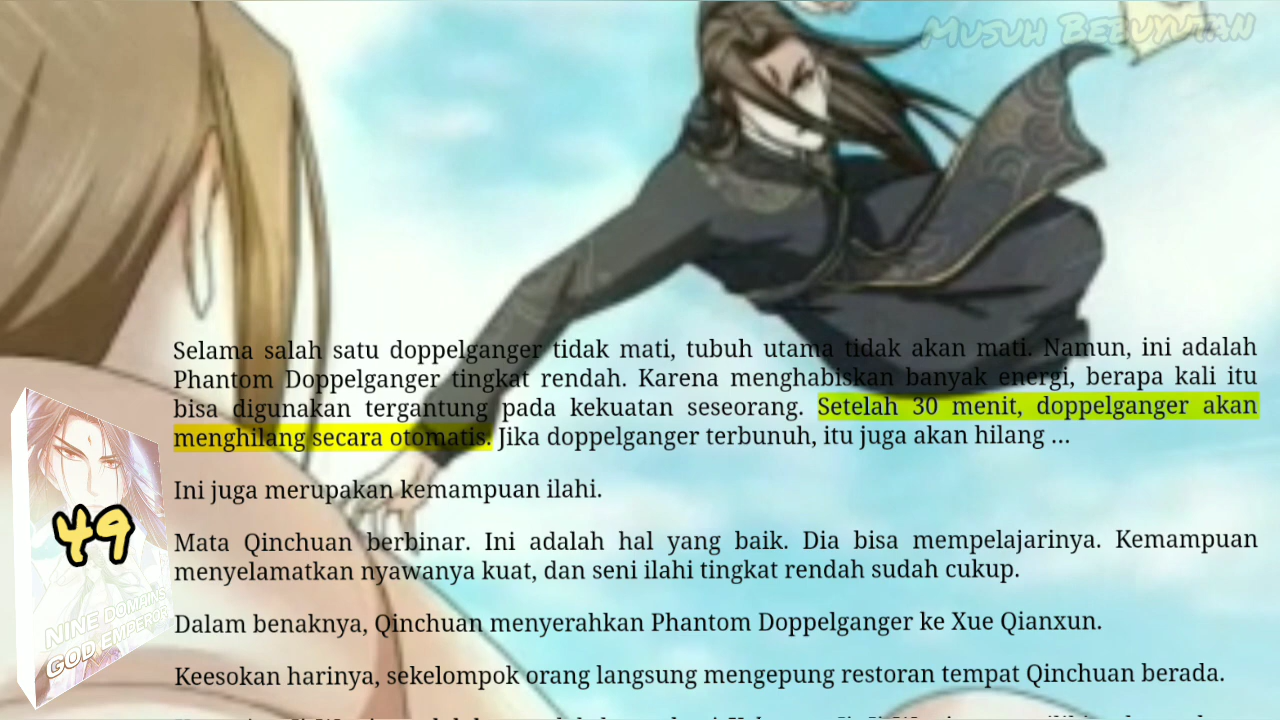 Musuh Bebuyutan
Selama salah satu doppelganger tidak mati, tubuh utama tidak akan mati. Namun, ini adalah
Phantom Doppelganger tingkat rendah. Karena menghabiskan banyak energi, berapa kali itu
bisa digunakan tergantung pada kekuatan seseorang. Setelah 30 menit, doppelganger akan
menghilang secara otomatis. Jika doppelganger terbunuh, itu juga akan hilang ...
Ini juga merupakan kemampuan ilahi.
Mata Qinchuan berbinar. Ini adalah hal yang baik. Dia bisa mempelajarinya. Kemampuan
menyelamatkan nyawanya kuat, dan seni ilahi tingkat rendah sudah cukup.
Dalam benaknya, Qinchuan menyerahkan Phantom Doppelganger ke Xue Qianxun.
Keesokan harinya, sekelompok orang langsung mengepung restoran tempat Qinchuan berada.
49
NINE DOMAINS
GOD EMPEROR